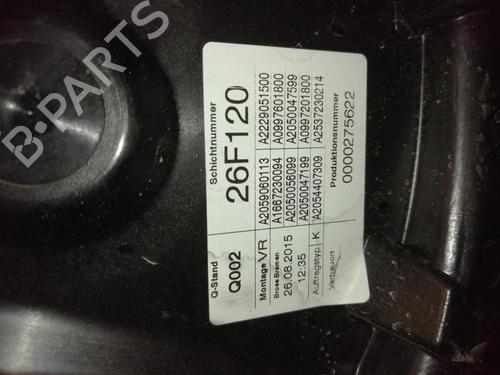 Q-Stand Schichtnummer
Q002 26F120
Montage VR A2059060113 A2229051500
Brose Bremen A1667230094 A0997601800
26.08.2015 A2050056099 A2050047599
12:35 A2050047199 A0997201800
Auftragstyp K A2054407309 A2537230214
Verbauort Produktionsnummer
0000275622
B-Parts